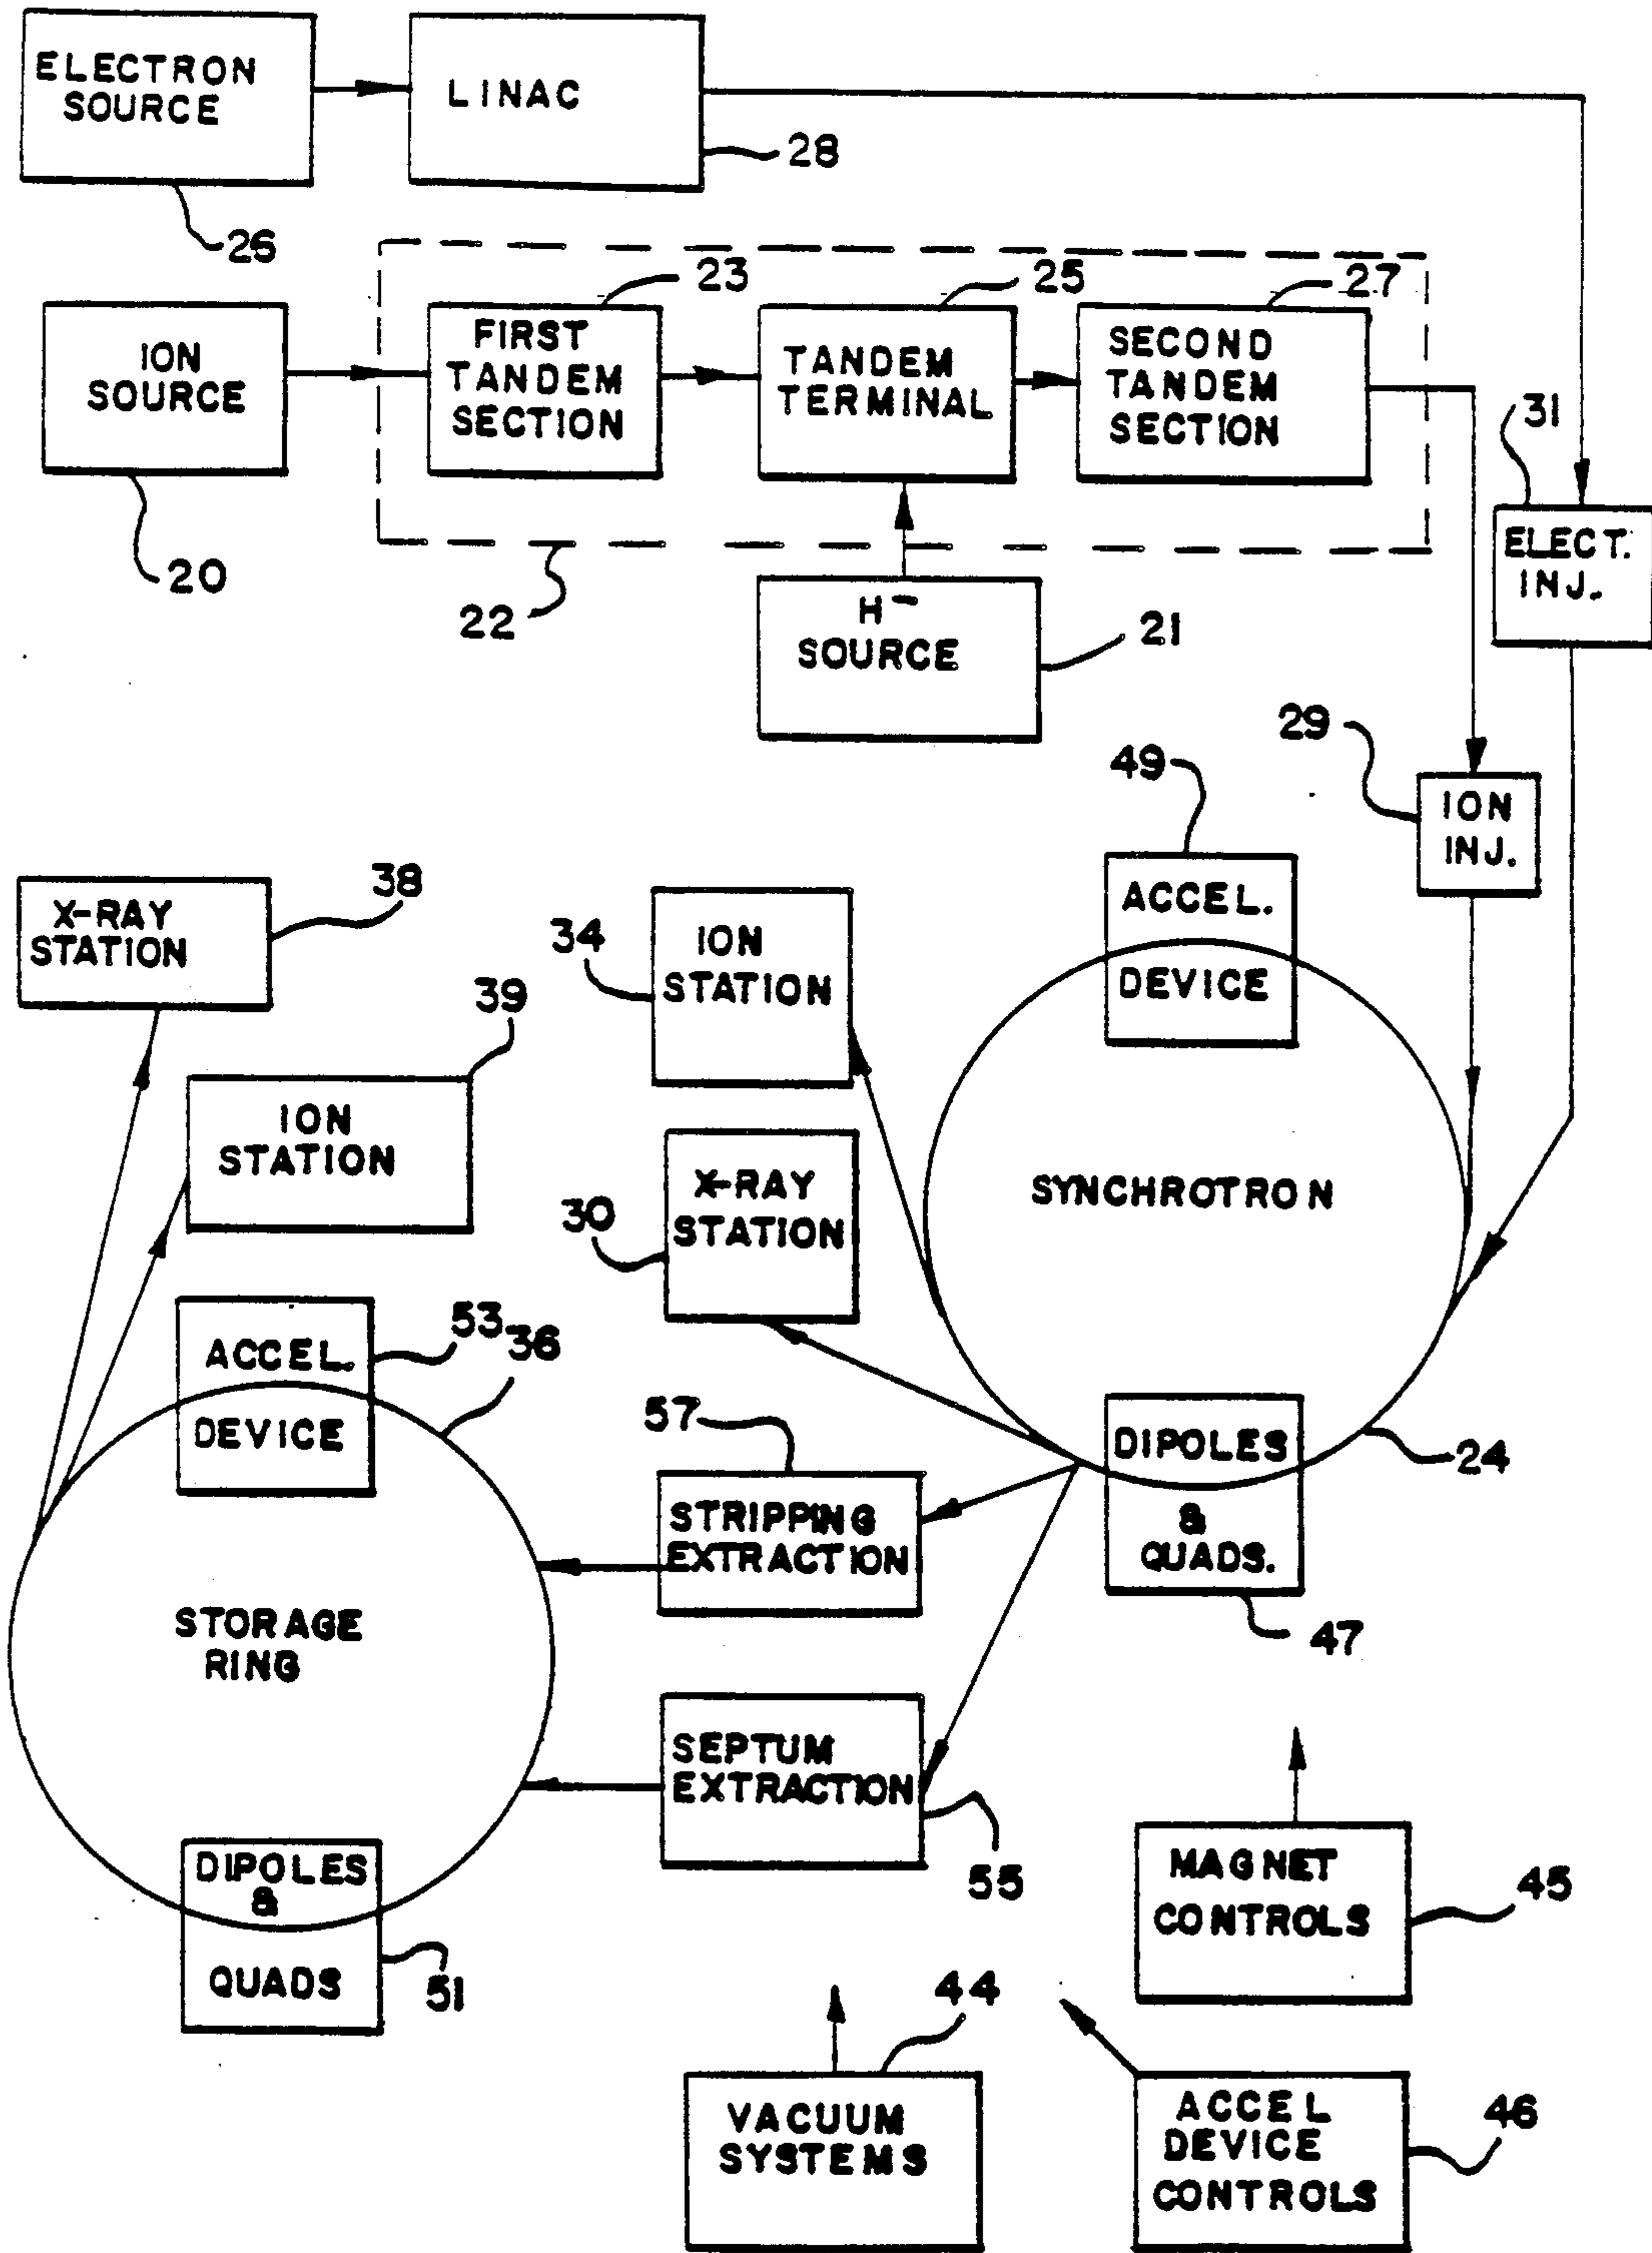 ELECTRON
SOURCE
LINAC
28
26
23
25
27
ION
SOURCE
FIRST
TANDEM
SECTION
TANDEM
TERMINAL
SECOND
TANDEM
SECTION
31
20
22
H⁻
SOURCE
21
ELECT.
INJ.
29
ION
INJ.
49
ACCEL.
DEVICE
X-RAY
STATION
38
34
ION
STATION
39
ION
STATION
30
X-RAY
STATION
SYNCHROTRON
53
36
ACCEL.
DEVICE
57
STRIPPING
EXTRACTION
DIPOLES
&
QUADS.
24
47
STORAGE
RING
SEPTUM
EXTRACTION
55
DIPOLES
&
QUADS
51
MAGNET
CONTROLS
45
44
VACUUM
SYSTEMS
ACCEL
DEVICE
CONTROLS
46